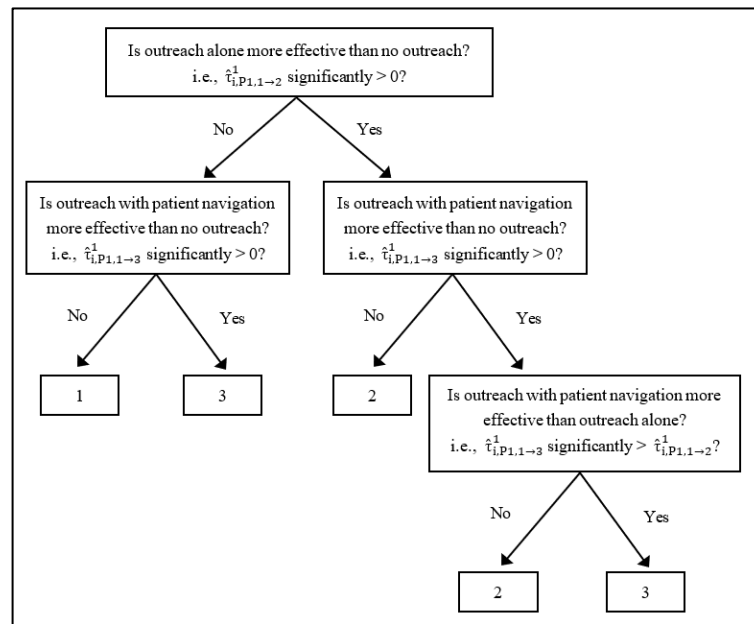 Is outreach alone more effective than no outreach?
i.e., τ̂¹ᵢ,P1,1→2 significantly > 0?
No
Yes
Is outreach with patient navigation
more effective than no outreach?
i.e., τ̂¹ᵢ,P1,1→3 significantly > 0?
Is outreach with patient navigation
more effective than no outreach?
i.e., τ̂¹ᵢ,P1,1→3 significantly > 0?
No
Yes
No
Yes
1
3
2
Is outreach with patient navigation more
effective than outreach alone?
i.e., τ̂¹ᵢ,P1,1→3 significantly > τ̂¹ᵢ,P1,1→2?
No
Yes
2
3